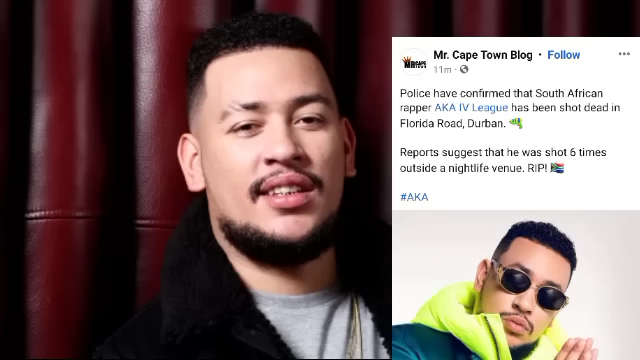 Mr. Cape Town Blog · Follow
11m ·
Police have confirmed that South African
rapper AKA IV League has been shot dead in
Florida Road, Durban.
Reports suggest that he was shot 6 times
outside a nightlife venue. RIP!
#AKA